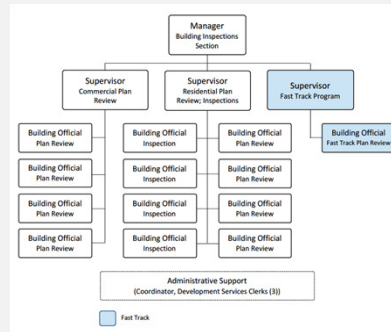 Manager
Building Inspections
Section
Supervisor
Commercial Plan
Review
Supervisor
Residential Plan
Review; Inspections
Supervisor
Fast Track Program
Building Official
Plan Review
Building Official
Inspection
Building Official
Plan Review
Building Official
Fast Track Plan Review
Building Official
Plan Review
Building Official
Inspection
Building Official
Plan Review
Building Official
Plan Review
Building Official
Inspection
Building Official
Plan Review
Building Official
Plan Review
Building Official
Inspection
Building Official
Plan Review
Administrative Support
(Coordinator, Development Services Clerks (3))
Fast Track